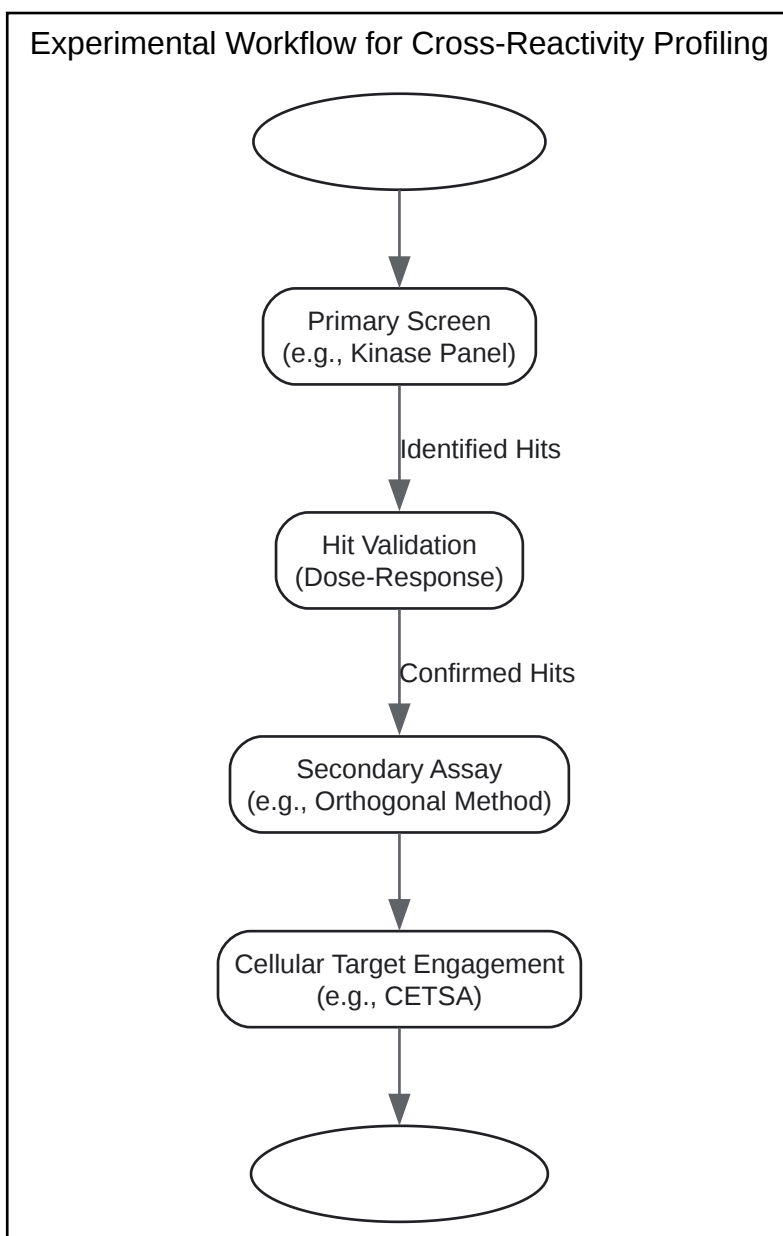 Experimental Workflow for Cross-Reactivity Profiling
Primary Screen
(e.g., Kinase Panel)
Identified Hits
Hit Validation
(Dose-Response)
Confirmed Hits
Secondary Assay
(e.g., Orthogonal Method)
Cellular Target Engagement
(e.g., CETSA)